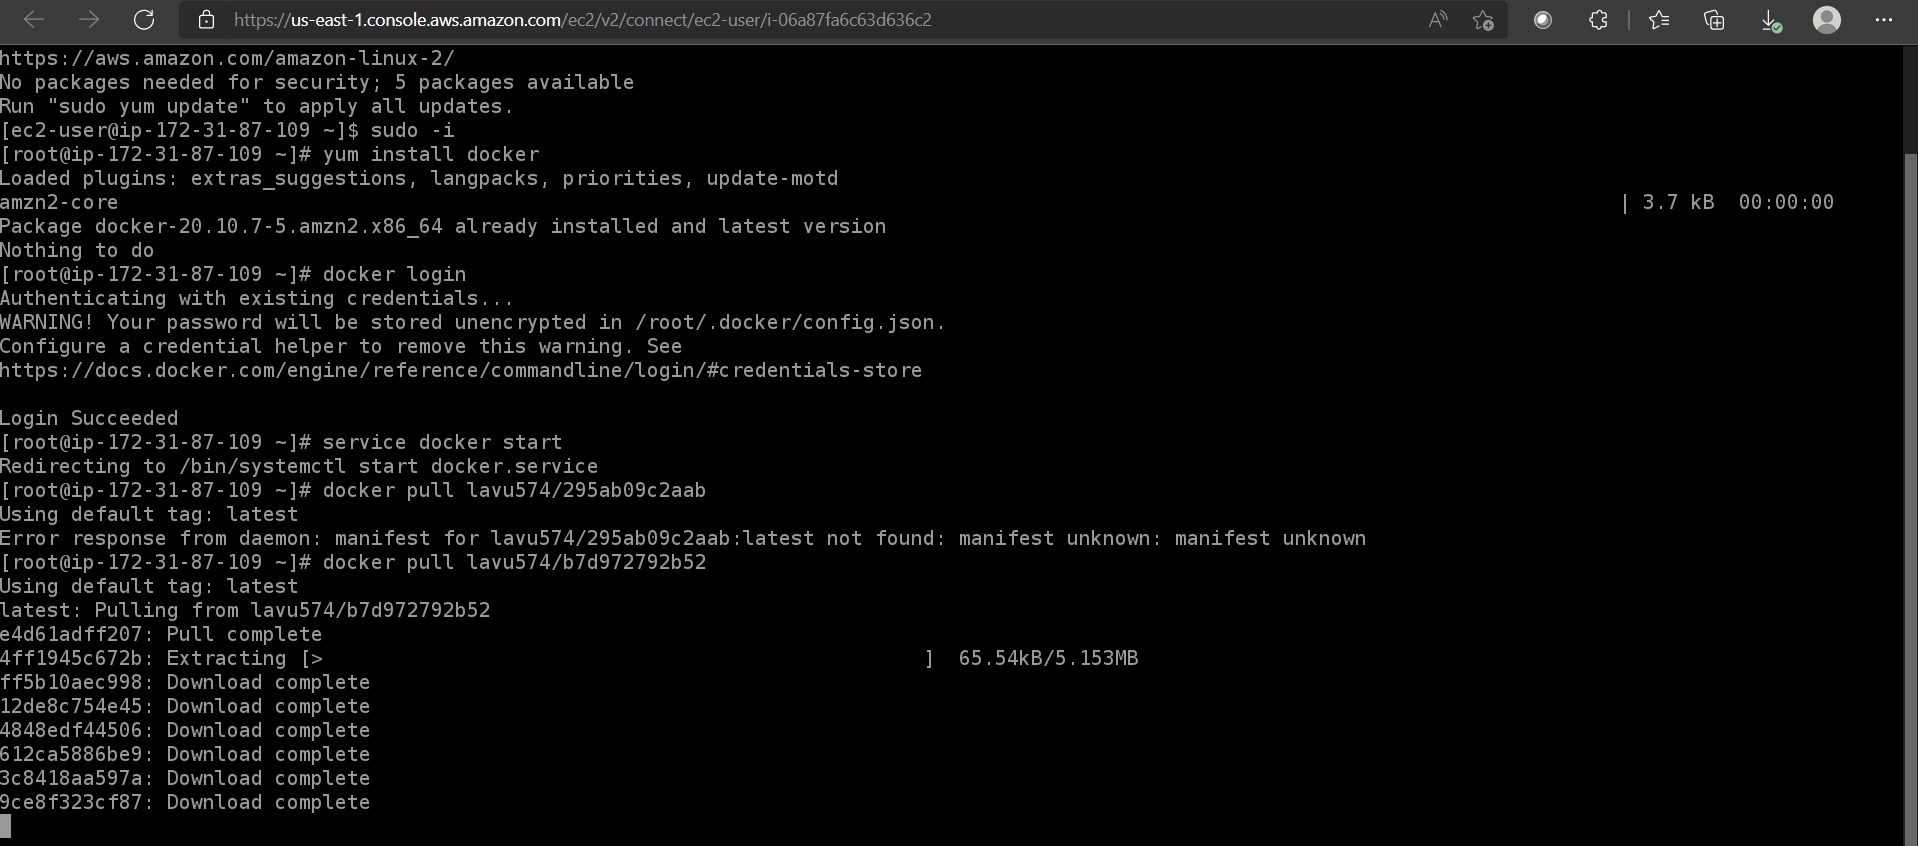 https://us-east-1.console.aws.amazon.com/ec2/v2/connect/ec2-user/i-06a87fa6c63d636c2
https://aws.amazon.com/amazon-linux-2/
No packages needed for security; 5 packages available
Run "sudo yum update" to apply all updates.
[ec2-user@ip-172-31-87-109 ~]$ sudo -i
[root@ip-172-31-87-109 ~]# yum install docker
Loaded plugins: extras_suggestions, langpacks, priorities, update-motd
amzn2-core | 3.7 kB 00:00:00
Package docker-20.10.7-5.amzn2.x86_64 already installed and latest version
Nothing to do
[root@ip-172-31-87-109 ~]# docker login
Authenticating with existing credentials...
WARNING! Your password will be stored unencrypted in /root/.docker/config.json.
Configure a credential helper to remove this warning. See
https://docs.docker.com/engine/reference/commandline/login/#credentials-store
Login Succeeded
[root@ip-172-31-87-109 ~]# service docker start
Redirecting to /bin/systemctl start docker.service
[root@ip-172-31-87-109 ~]# docker pull lavu574/295ab09c2aab
Using default tag: latest
Error response from daemon: manifest for lavu574/295ab09c2aab:latest not found: manifest unknown: manifest unknown
[root@ip-172-31-87-109 ~]# docker pull lavu574/b7d972792b52
Using default tag: latest
latest: Pulling from lavu574/b7d972792b52
e4d61adff207: Pull complete
4ff1945c672b: Extracting [> ] 65.54kB/5.153MB
ff5b10aec998: Download complete
12de8c754e45: Download complete
4848edf44506: Download complete
612ca5886be9: Download complete
3c8418aa597a: Download complete
9ce8f323cf87: Download complete